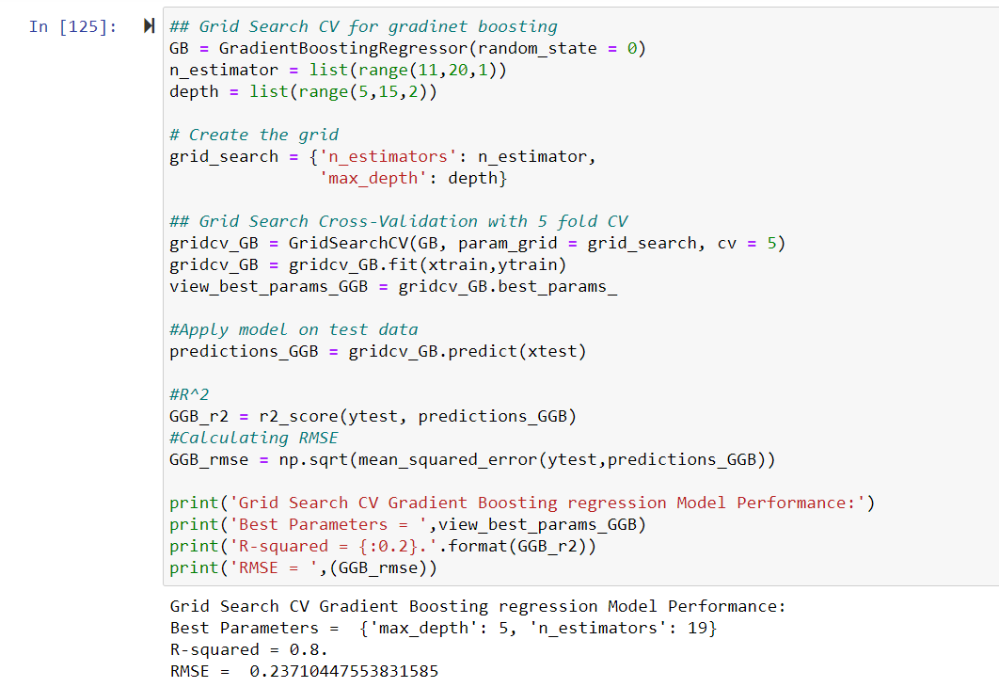 In [125]:
## Grid Search CV for gradinet boosting
GB = GradientBoostingRegressor(random_state = 0)
n_estimator = list(range(11,20,1))
depth = list(range(5,15,2))
# Create the grid
grid_search = {'n_estimators': n_estimator,
'max_depth': depth}
## Grid Search Cross-Validation with 5 fold CV
gridcv_GB = GridSearchCV(GB, param_grid = grid_search, cv = 5)
gridcv_GB = gridcv_GB.fit(xtrain,ytrain)
view_best_params_GGB = gridcv_GB.best_params_
#Apply model on test data
predictions_GGB = gridcv_GB.predict(xtest)
#R^2
GGB_r2 = r2_score(ytest, predictions_GGB)
#Calculating RMSE
GGB_rmse = np.sqrt(mean_squared_error(ytest,predictions_GGB))
print('Grid Search CV Gradient Boosting regression Model Performance:')
print('Best Parameters = ',view_best_params_GGB)
print('R-squared = {:0.2}.'.format(GGB_r2))
print('RMSE = ',(GGB_rmse))
Grid Search CV Gradient Boosting regression Model Performance:
Best Parameters =  {'max_depth': 5, 'n_estimators': 19}
R-squared = 0.8.
RMSE =  0.23710447553831585